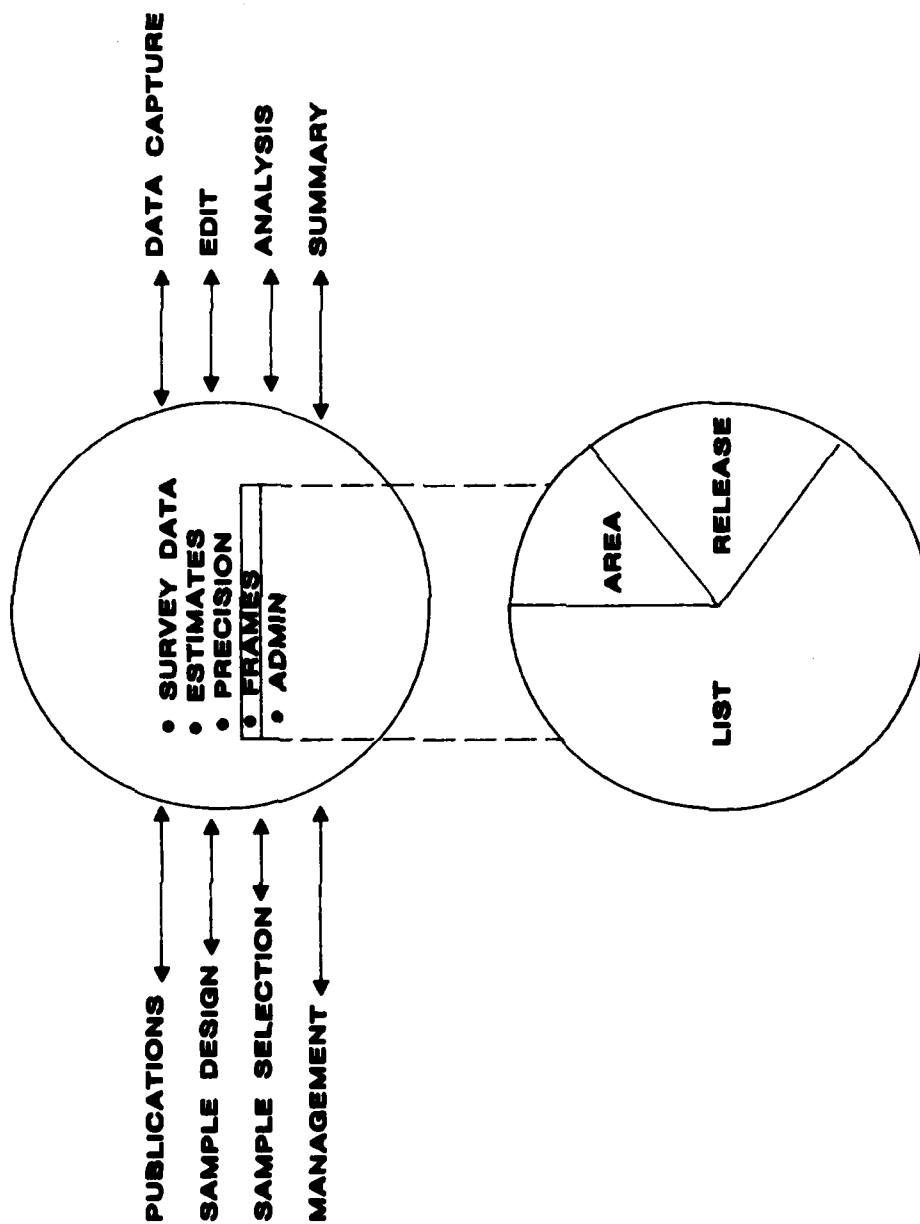 PUBLICATIONS
SAMPLE DESIGN
SAMPLE SELECTION
MANAGEMENT
• SURVEY DATA
• ESTIMATES
• PRECISION
• FRAMES
• ADMIN
DATA CAPTURE
EDIT
ANALYSIS
SUMMARY
LIST
AREA
RELEASE